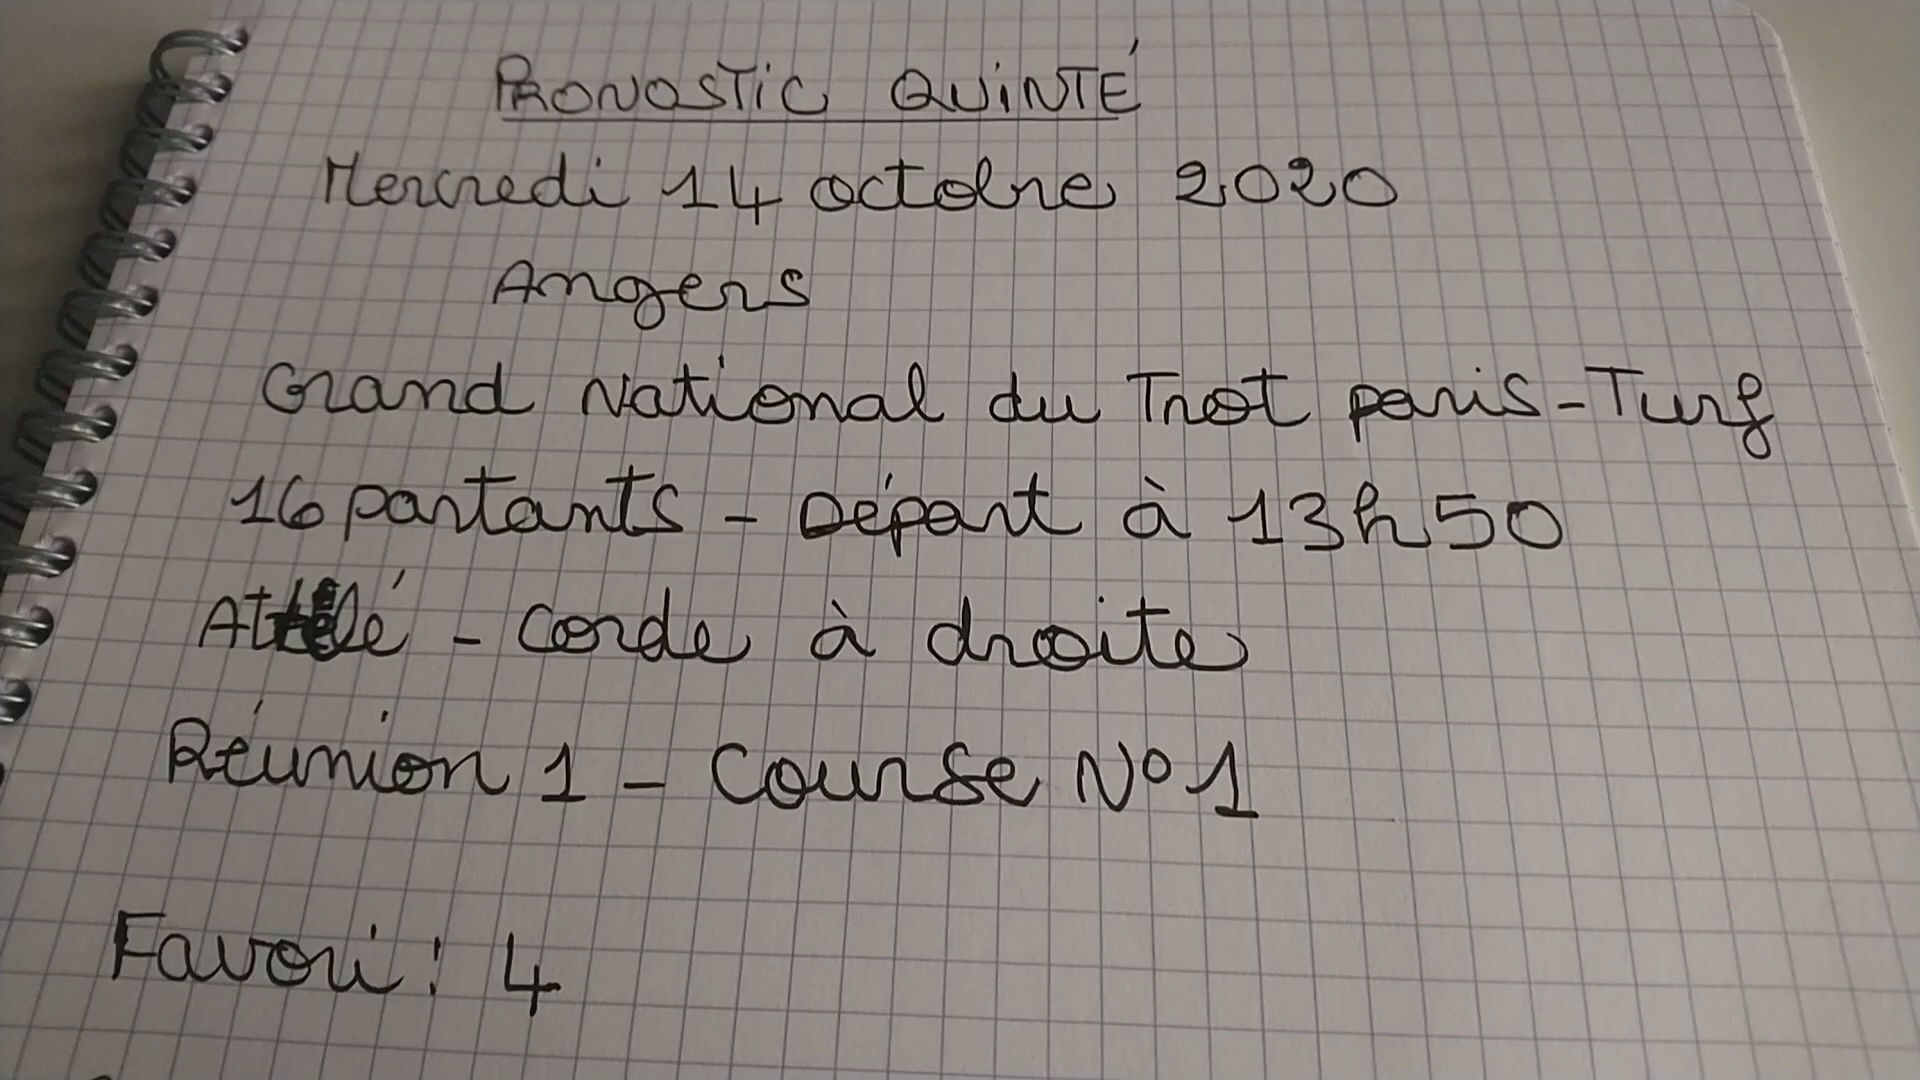 PRONOSTIC QUINTÉ
Mercredi 14 octobre 2020
Angers
Grand National du Trot paris-Turf
16 partants - Départ à 13h50
Attelé - Corde à droite
Réunion 1 - Course N°1
Favori : 4